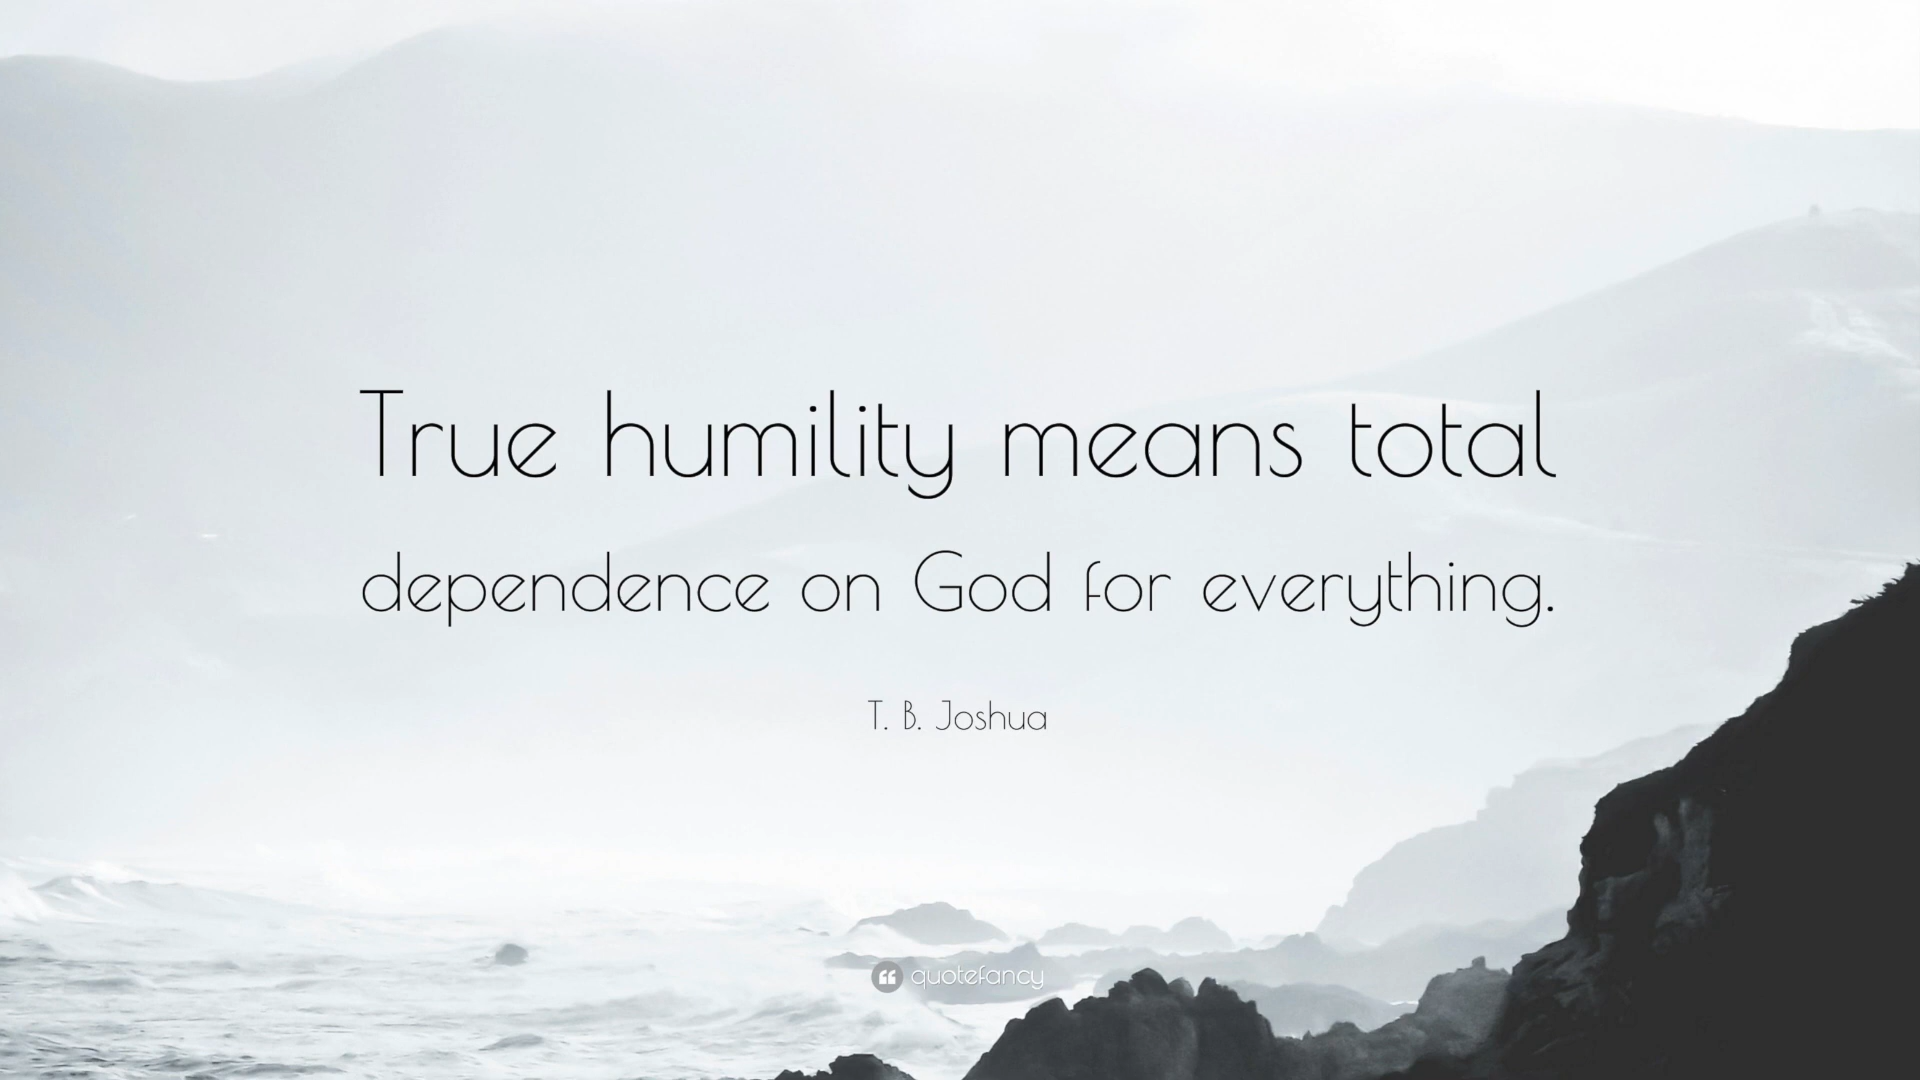 True humility means total
dependence on God for everything.
T. B. Joshua
quotefancy